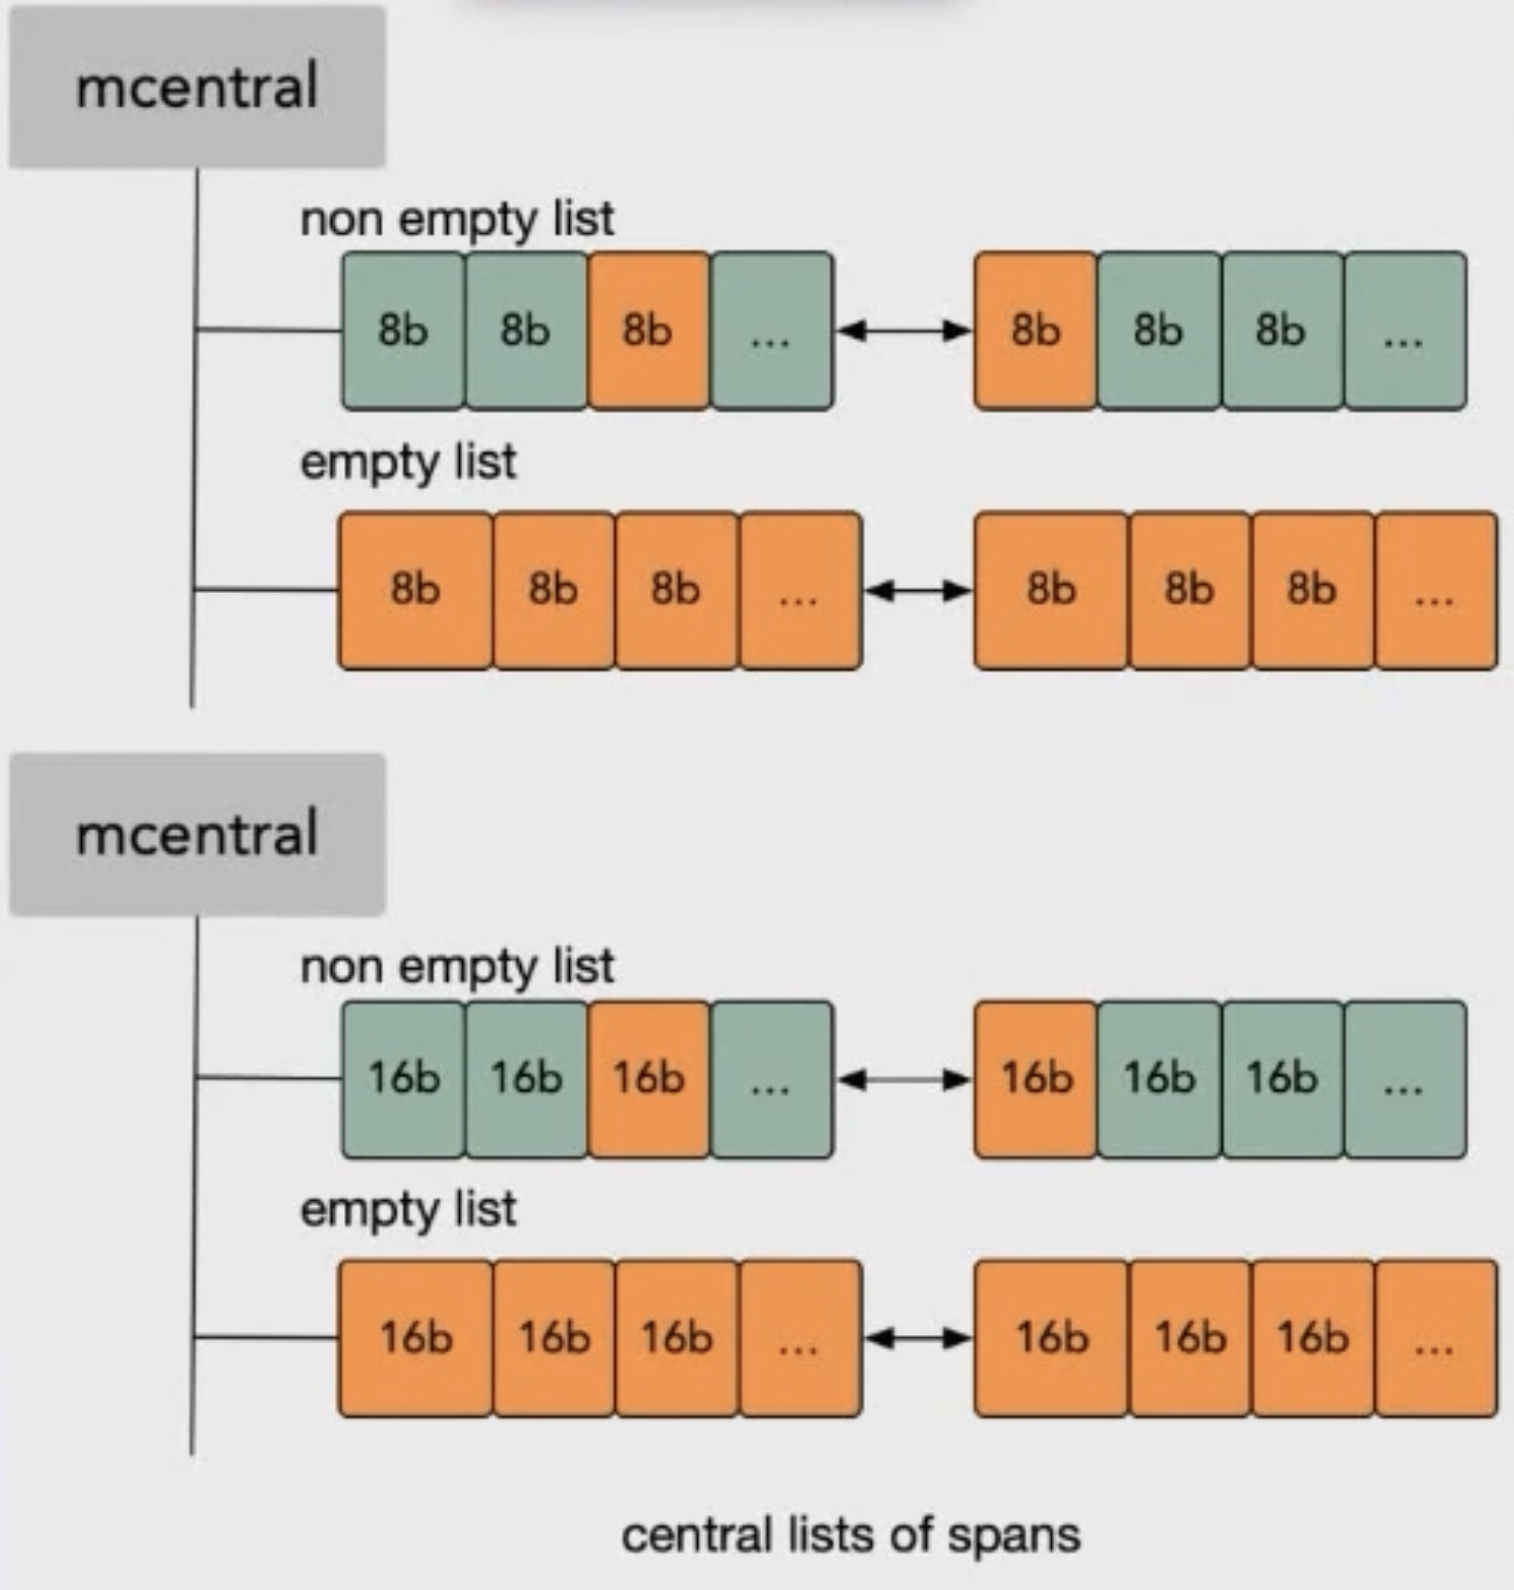 mcentral
non empty list
8b 8b 8b ... 8b 8b 8b ...
empty list
8b 8b 8b ... 8b 8b 8b ...
mcentral
non empty list
16b 16b 16b ... 16b 16b 16b ...
empty list
16b 16b 16b ... 16b 16b 16b ...
central lists of spans